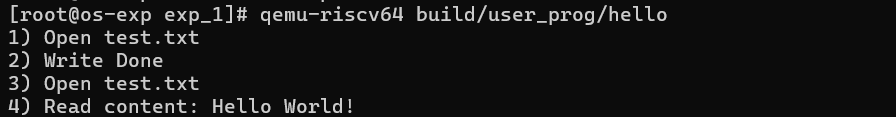 [root@os-exp exp_1]# qemu-riscv64 build/user_prog/hello
1) Open test.txt
2) Write Done
3) Open test.txt
4) Read content: Hello World!